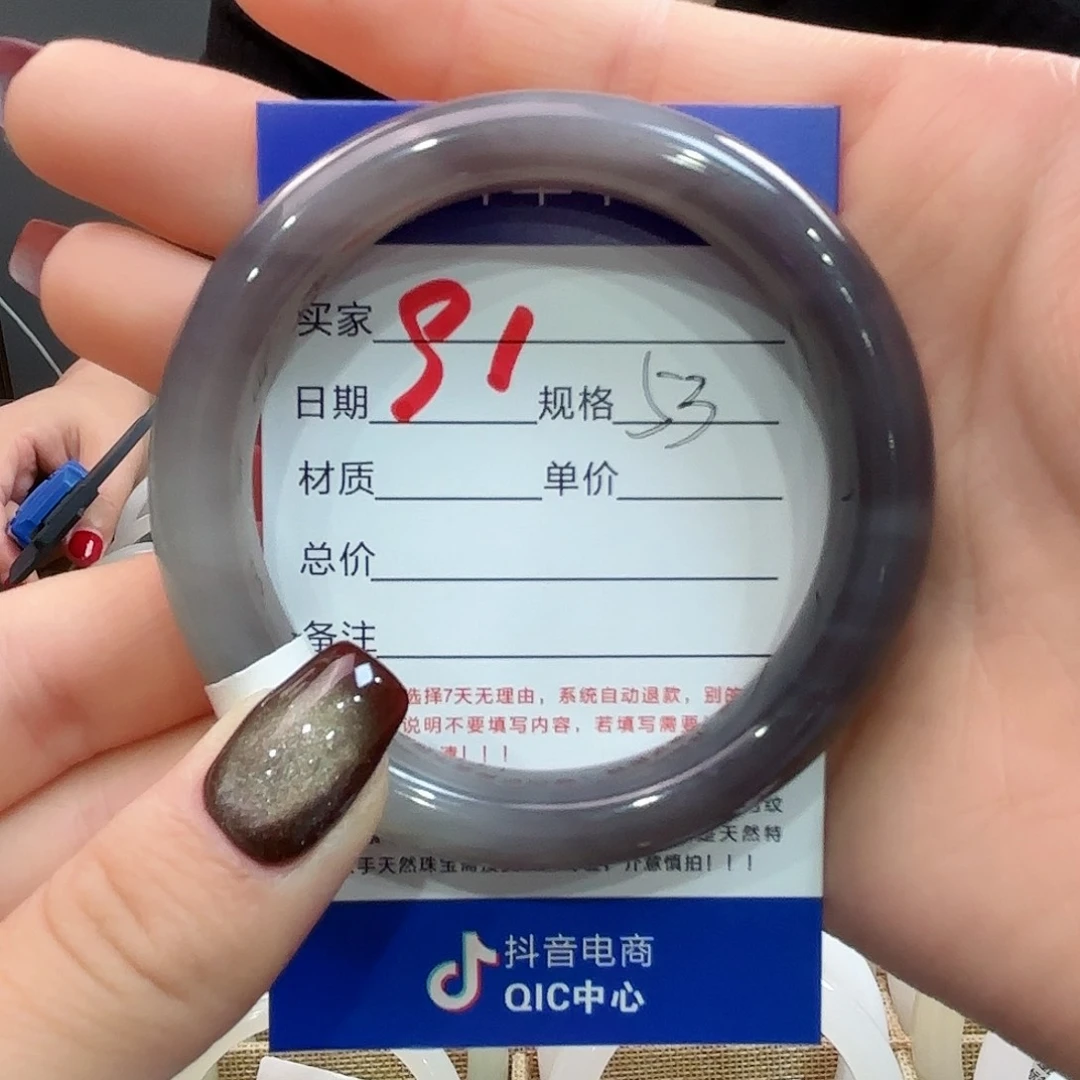 买家 91
日期 规格 53
材质 单价
总价
备注
选择7天无理由，系统自动退款，别的
说明不要填写内容，若填写需要
！！！
纹
天然特
手天然珠宝 介意慎拍！！！
抖音电商
QIC中心